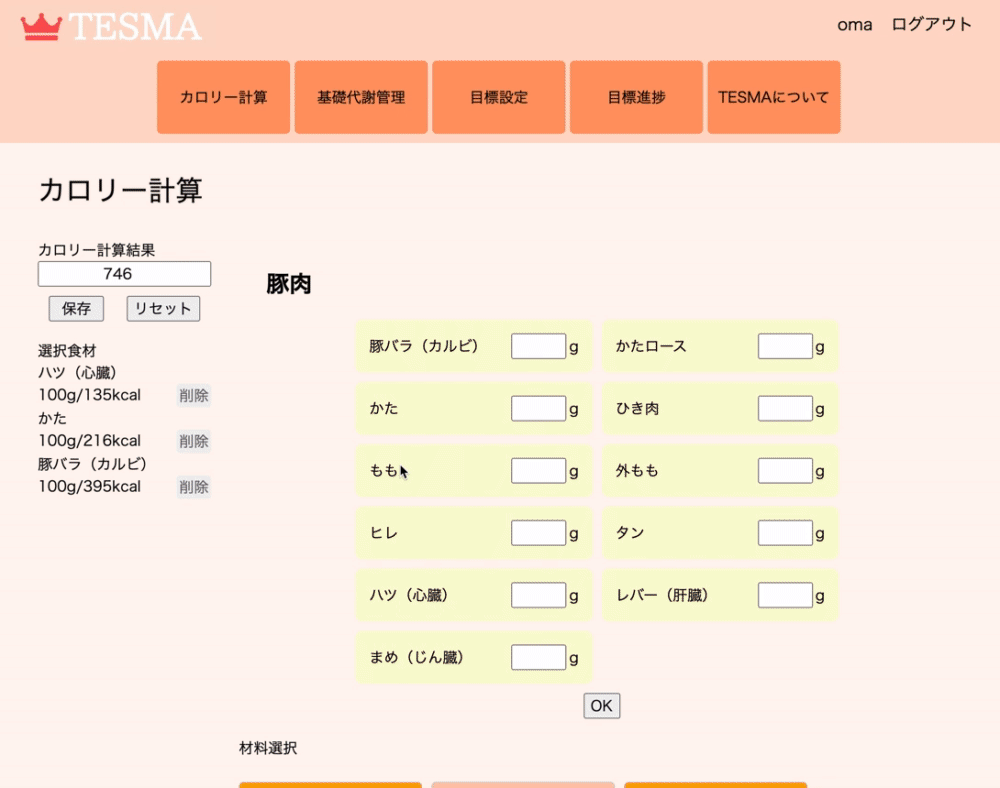 TESMA
oma ログアウト
カロリー計算 基礎代謝管理 目標設定 目標進捗 TESMAについて
カロリー計算
カロリー計算結果
746
保存 リセット
選択食材
ハツ（心臓）
100g/135kcal 削除
かた
100g/216kcal 削除
豚バラ（カルビ）
100g/395kcal 削除
豚肉
豚バラ（カルビ） g かたロース g
かた g ひき肉 g
もも g 外もも g
ヒレ g タン g
ハツ（心臓） g レバー（肝臓） g
まめ（じん臓） g
OK
材料選択